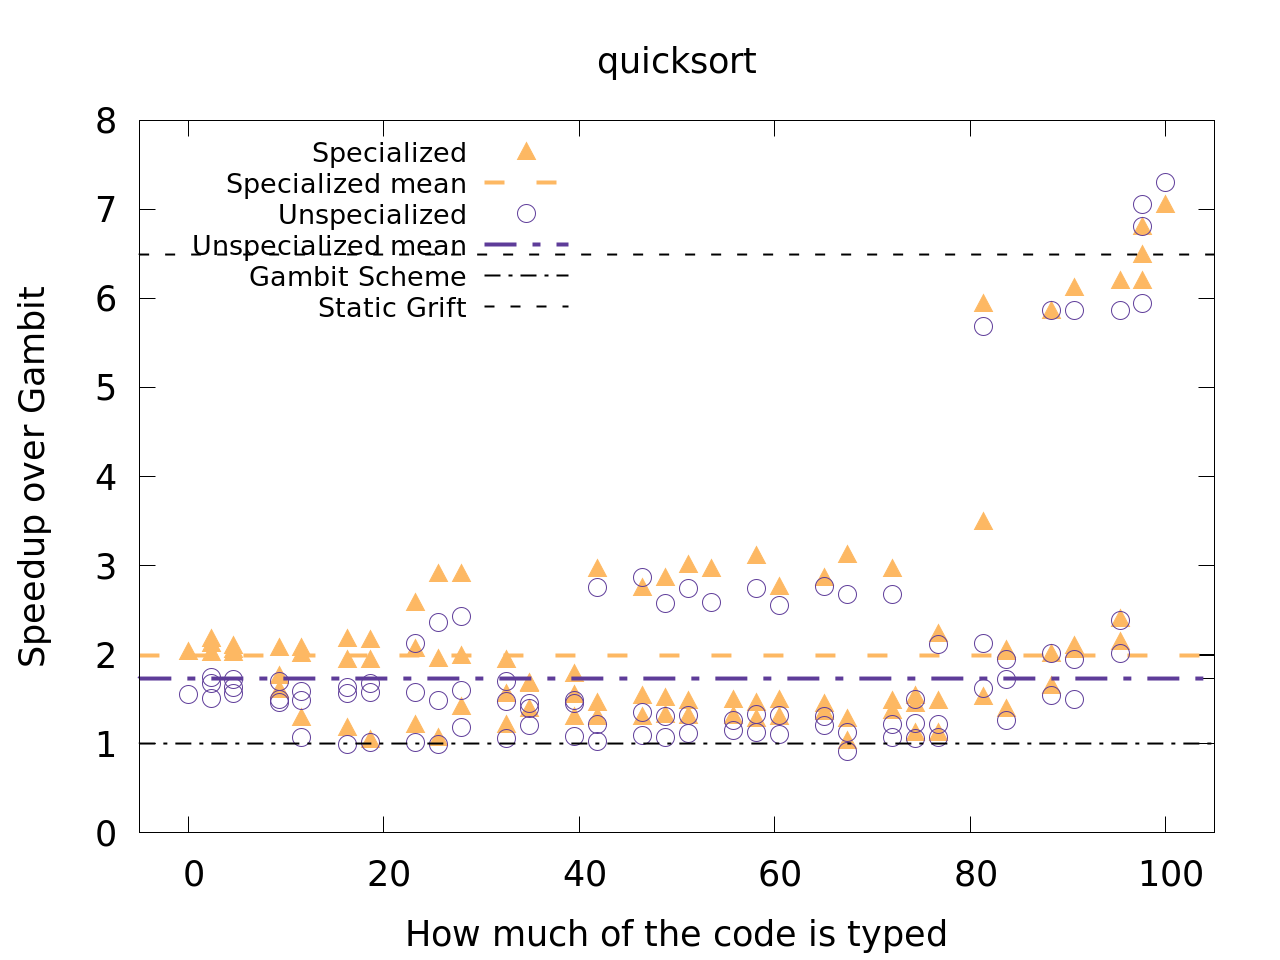 quicksort
Speedup over Gambit
8
7
6
5
4
3
2
1
0
Specialized
Specialized mean
Unspecialized
Unspecialized mean
Gambit Scheme
Static Grift
0 20 40 60 80 100
How much of the code is typed